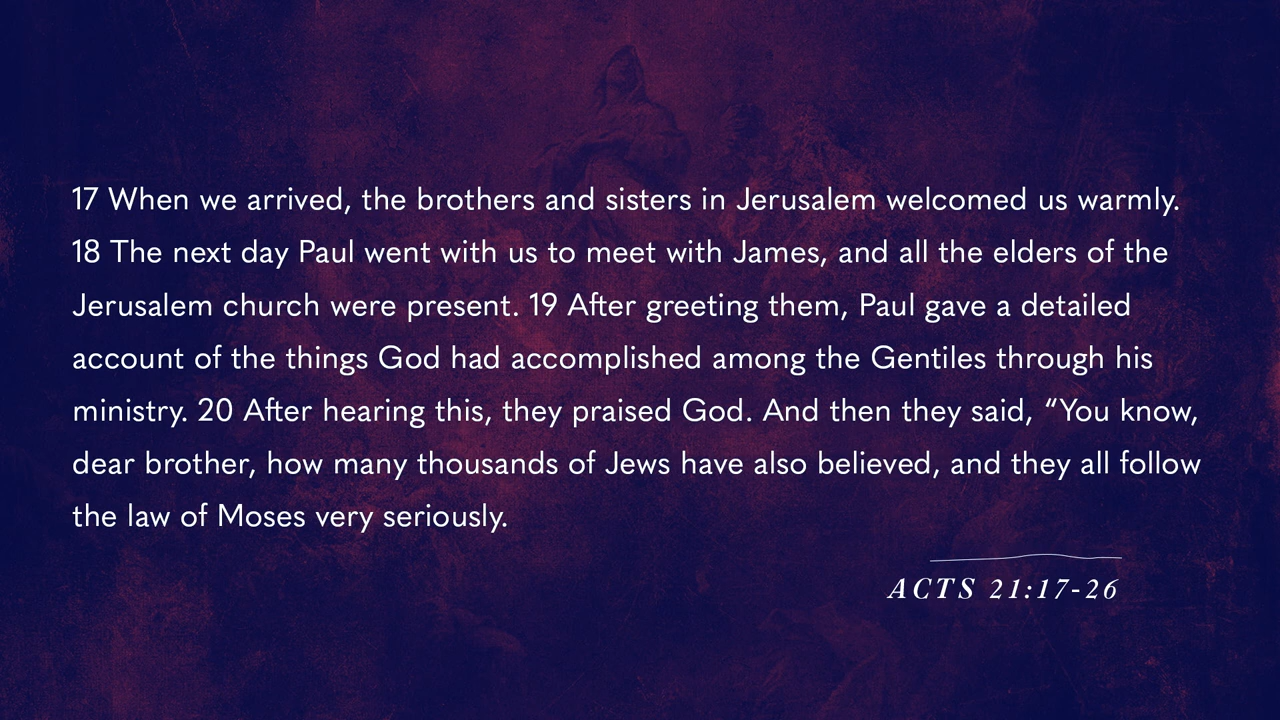 17 When we arrived, the brothers and sisters in Jerusalem welcomed us warmly.
18 The next day Paul went with us to meet with James, and all the elders of the
Jerusalem church were present. 19 After greeting them, Paul gave a detailed
account of the things God had accomplished among the Gentiles through his
ministry. 20 After hearing this, they praised God. And then they said, “You know,
dear brother, how many thousands of Jews have also believed, and they all follow
the law of Moses very seriously.
ACTS 21:17-26